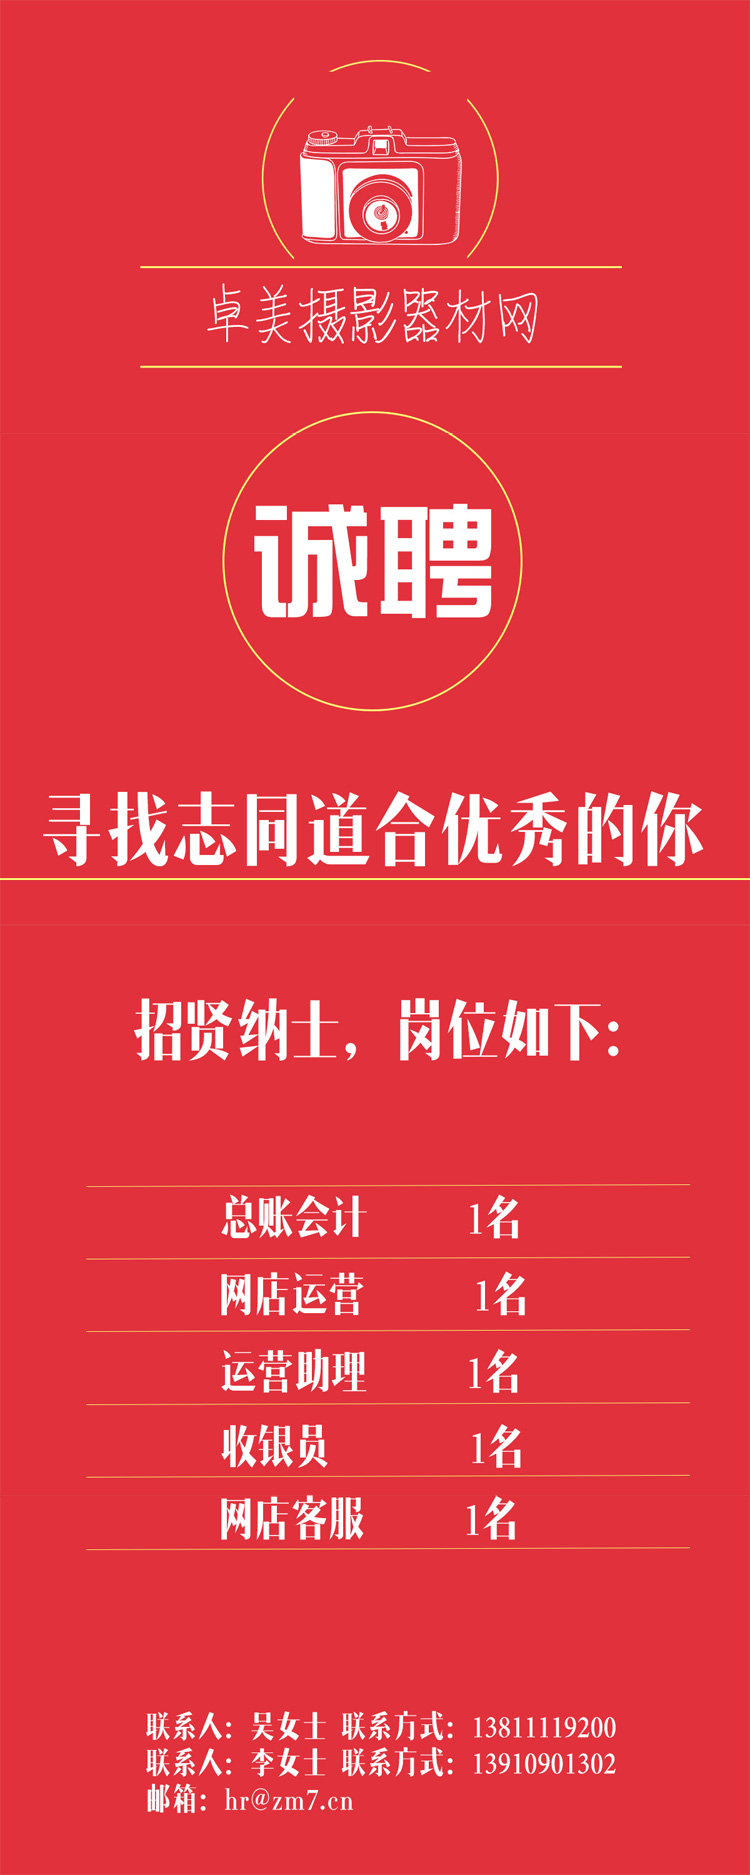 卓美摄影器材网
诚聘
寻找志同道合优秀的你
招贤纳士，岗位如下：
总账会计 1名
网店运营 1名
运营助理 1名
收银员 1名
网店客服 1名
联系人：吴女士 联系方式：13811119200
联系人：李女士 联系方式：13910901302
邮箱：hr@zm7.cn